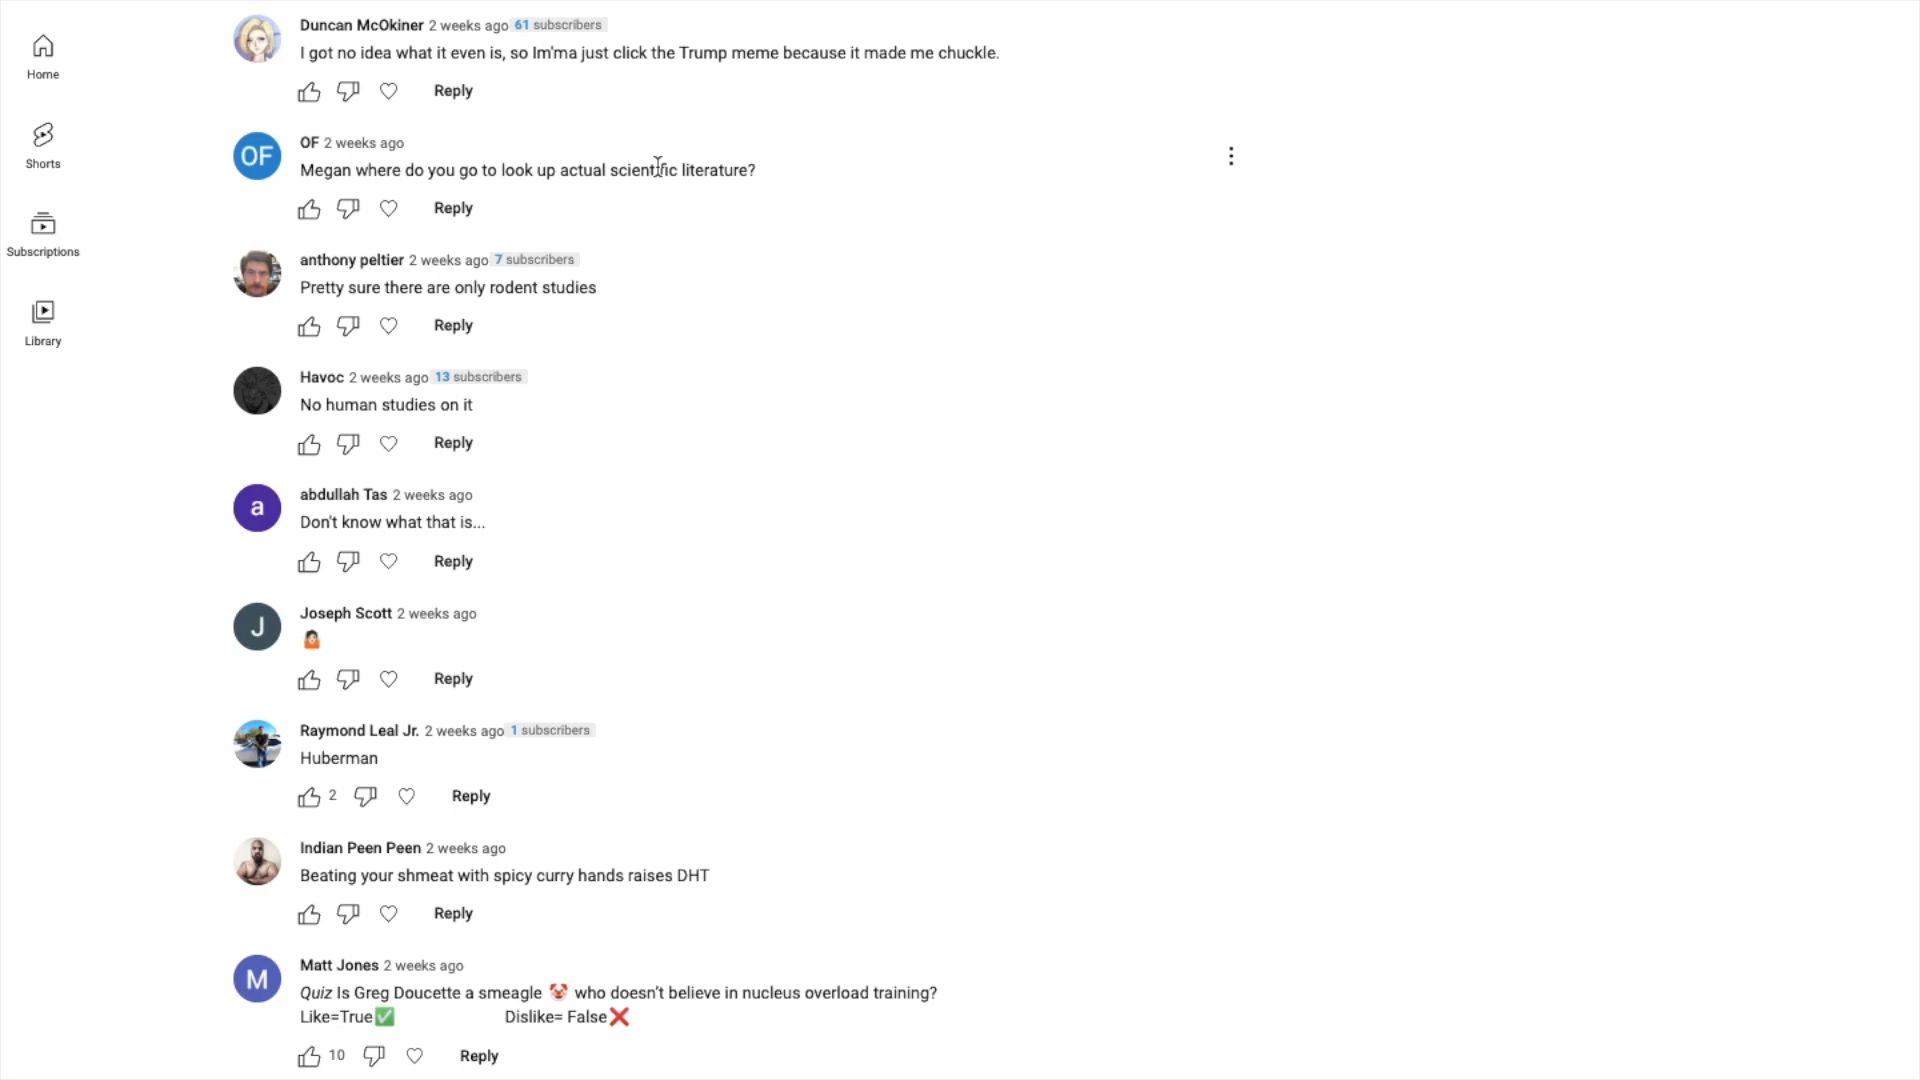 Home
Shorts
Subscriptions
Library
Duncan McOkiner 2 weeks ago 61 subscribers
I got no idea what it even is, so Im'ma just click the Trump meme because it made me chuckle.
Reply
OF
OF 2 weeks ago
Megan where do you go to look up actual scientific literature?
Reply
anthony peltier 2 weeks ago 7 subscribers
Pretty sure there are only rodent studies
Reply
Havoc 2 weeks ago 13 subscribers
No human studies on it
Reply
a
abdullah Tas 2 weeks ago
Don't know what that is...
Reply
J
Joseph Scott 2 weeks ago
🤷🏻
Reply
Raymond Leal Jr. 2 weeks ago 1 subscribers
Huberman
2 Reply
Indian Peen Peen 2 weeks ago
Beating your shmeat with spicy curry hands raises DHT
Reply
M
Matt Jones 2 weeks ago
Quiz Is Greg Doucette a smeagle 🤡 who doesn't believe in nucleus overload training?
Like=True✅ Dislike= False❌
10 Reply